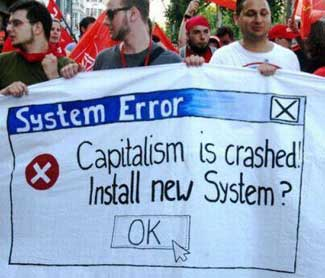 System Error
Capitalism is crashed!
Install new System?
OK